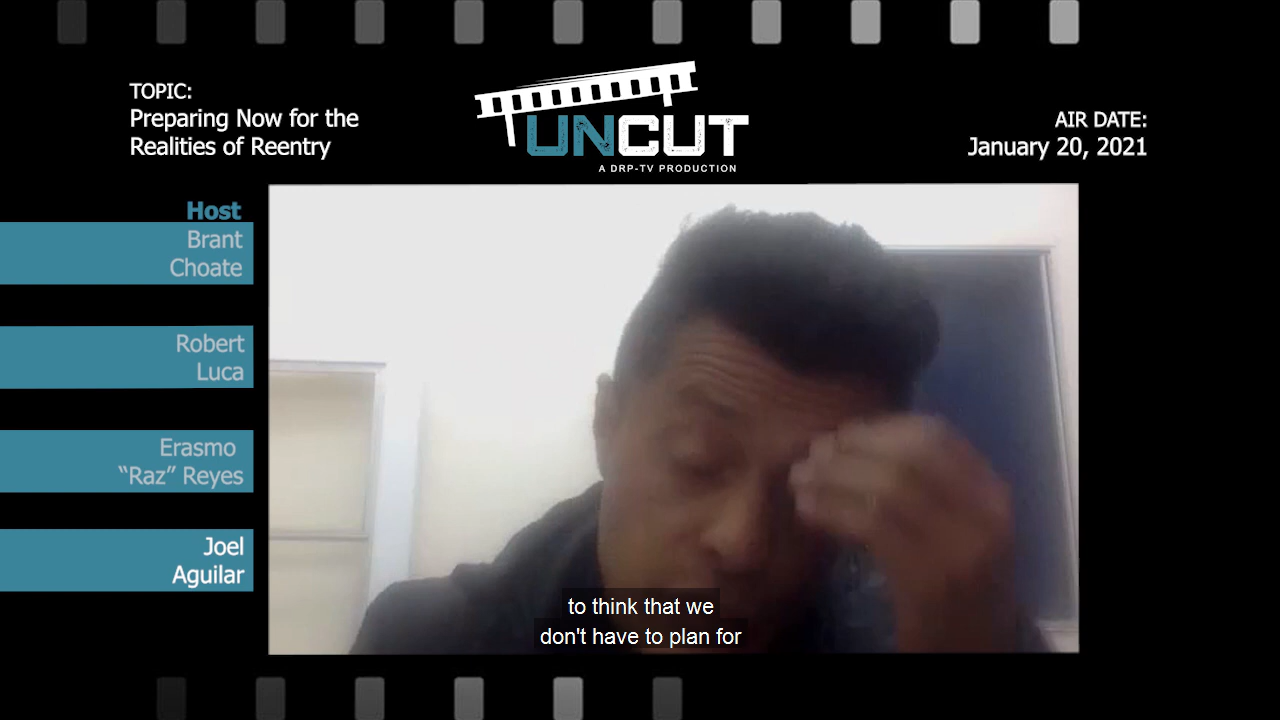 TOPIC:
Preparing Now for the
Realities of Reentry
UNCUT
A DRP-TV PRODUCTION
AIR DATE:
January 20, 2021
Host
Brant
Choate
Robert
Luca
Erasmo
“Raz” Reyes
Joel
Aguilar
to think that we
don't have to plan for